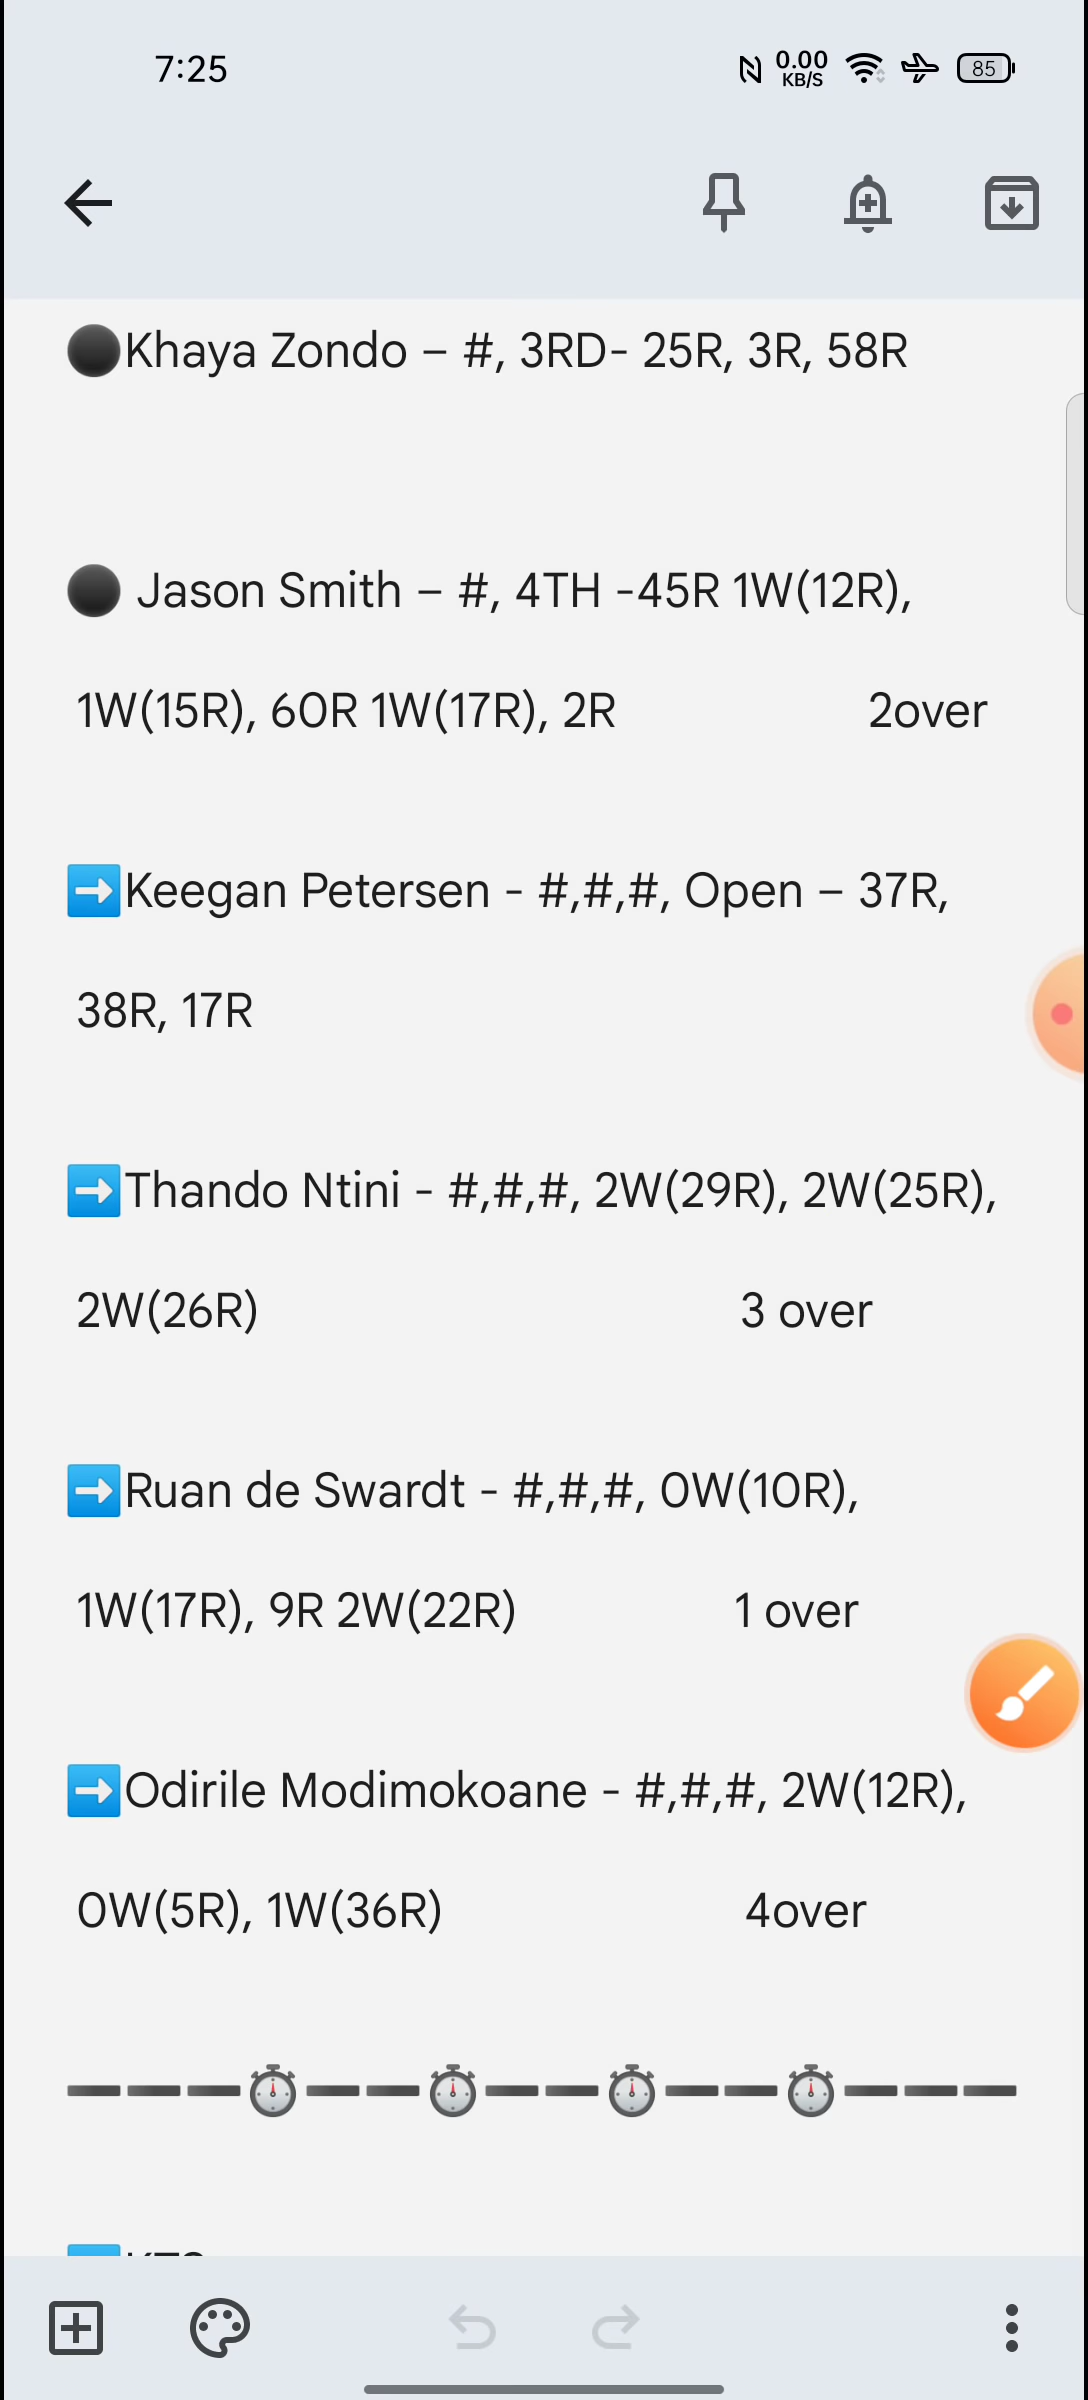 7:25 0.00 KB/S 85
Khaya Zondo – #, 3RD- 25R, 3R, 58R
Jason Smith – #, 4TH -45R 1W(12R),
1W(15R), 60R 1W(17R), 2R 2over
Keegan Petersen - #,#,#, Open – 37R,
38R, 17R
Thando Ntini - #,#,#, 2W(29R), 2W(25R),
2W(26R) 3 over
Ruan de Swardt - #,#,#, 0W(10R),
1W(17R), 9R 2W(22R) 1 over
Odirile Modimokoane - #,#,#, 2W(12R),
0W(5R), 1W(36R) 4over